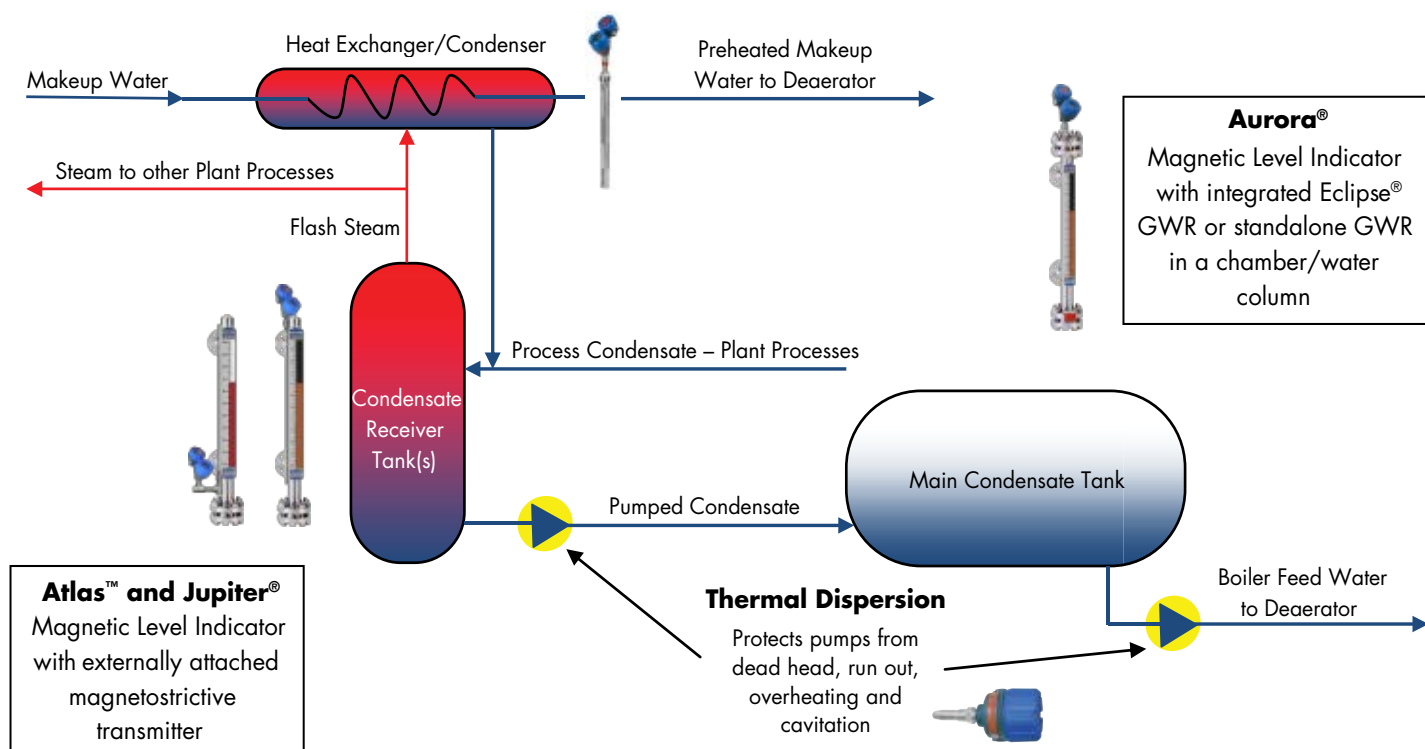 Heat Exchanger/Condenser
Makeup Water
Preheated Makeup
Water to Deaerator
Steam to other Plant Processes
Flash Steam
Aurora®
Magnetic Level Indicator
with integrated Eclipse®
GWR or standalone GWR
in a chamber/water
column
Process Condensate – Plant Processes
Condensate
Receiver
Tank(s)
Main Condensate Tank
Pumped Condensate
Atlas™ and Jupiter®
Magnetic Level Indicator
with externally attached
magnetostrictive
transmitter
Thermal Dispersion
Protects pumps from
dead head, run out,
overheating and
cavitation
Boiler Feed Water
to Deaerator